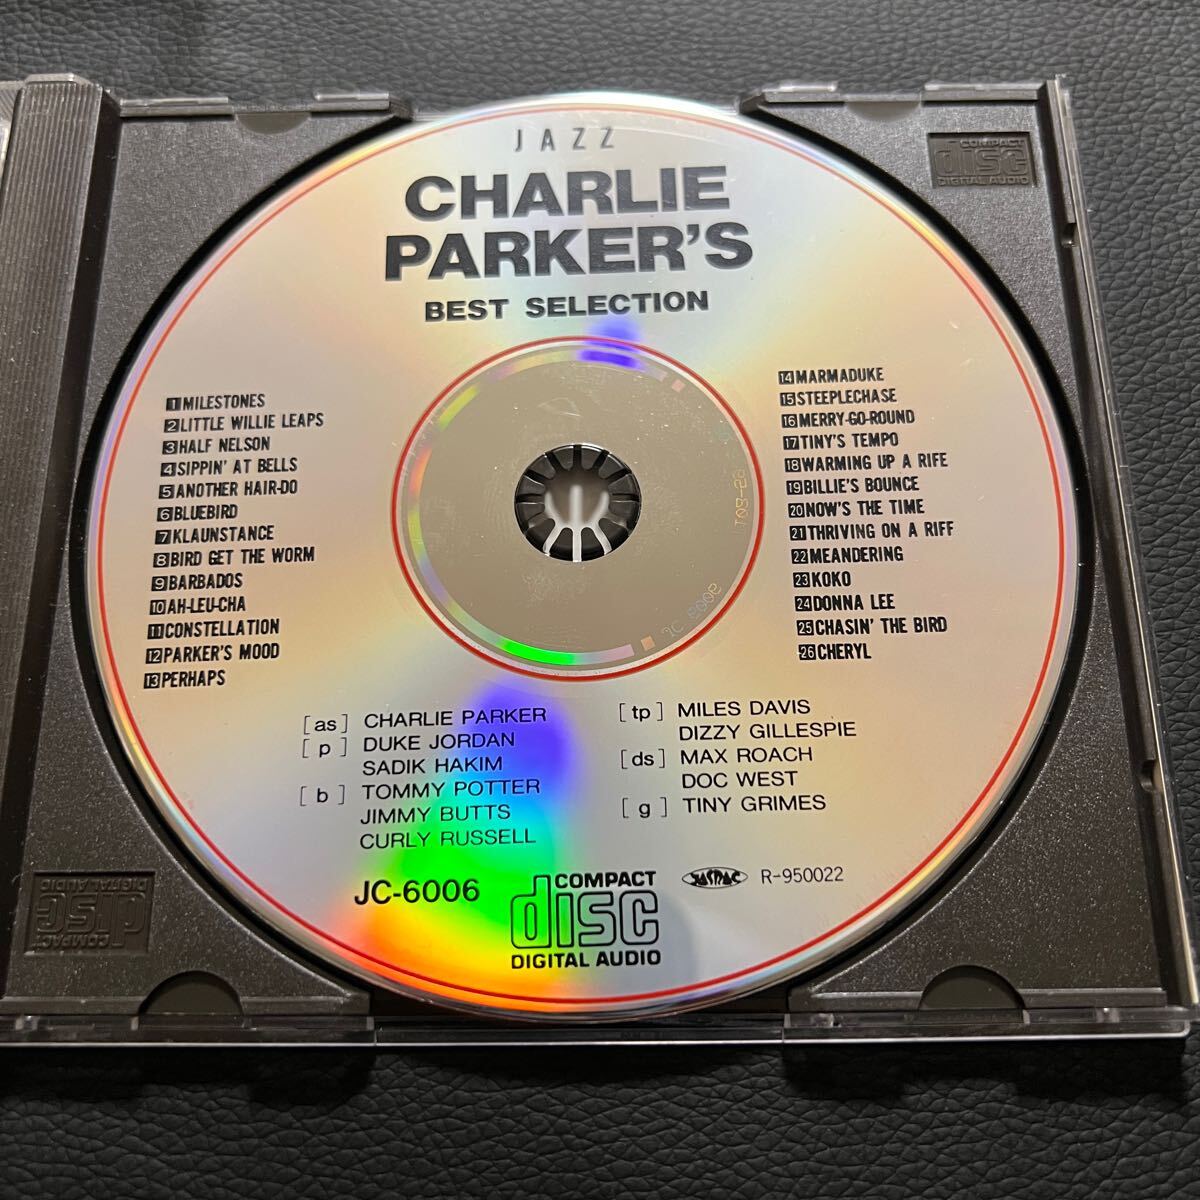 JAZZ
CHARLIE
PARKER'S
BEST SELECTION
1 MILESTONES
2 LITTLE WILLIE LEAPS
3 HALF NELSON
4 SIPPIN' AT BELLS
5 ANOTHER HAIR-DO
6 BLUEBIRD
7 KLAUNSTANCE
8 BIRD GET THE WORM
9 BARBADOS
10 AH-LEU-CHA
11 CONSTELLATION
12 PARKER'S MOOD
13 PERHAPS
14 MARMADUKE
15 STEEPLECHASE
16 MERRY-GO-ROUND
17 TINY'S TEMPO
18 WARMING UP A RIFE
19 BILLIE'S BOUNCE
20 NOW'S THE TIME
21 THRIVING ON A RIFF
22 MEANDERING
23 KOKO
24 DONNA LEE
25 CHASIN' THE BIRD
26 CHERYL
[as] CHARLIE PARKER
[p] DUKE JORDAN
SADIK HAKIM
[b] TOMMY POTTER
JIMMY BUTTS
CURLY RUSSELL
[tp] MILES DAVIS
DIZZY GILLESPIE
[ds] MAX ROACH
DOC WEST
[g] TINY GRIMES
JC-6006
COMPACT
disc
DIGITAL AUDIO
JASRAC R-950022
COMPACT
disc
DIGITAL AUDIO
COMPACT
disc
DIGITAL AUDIO